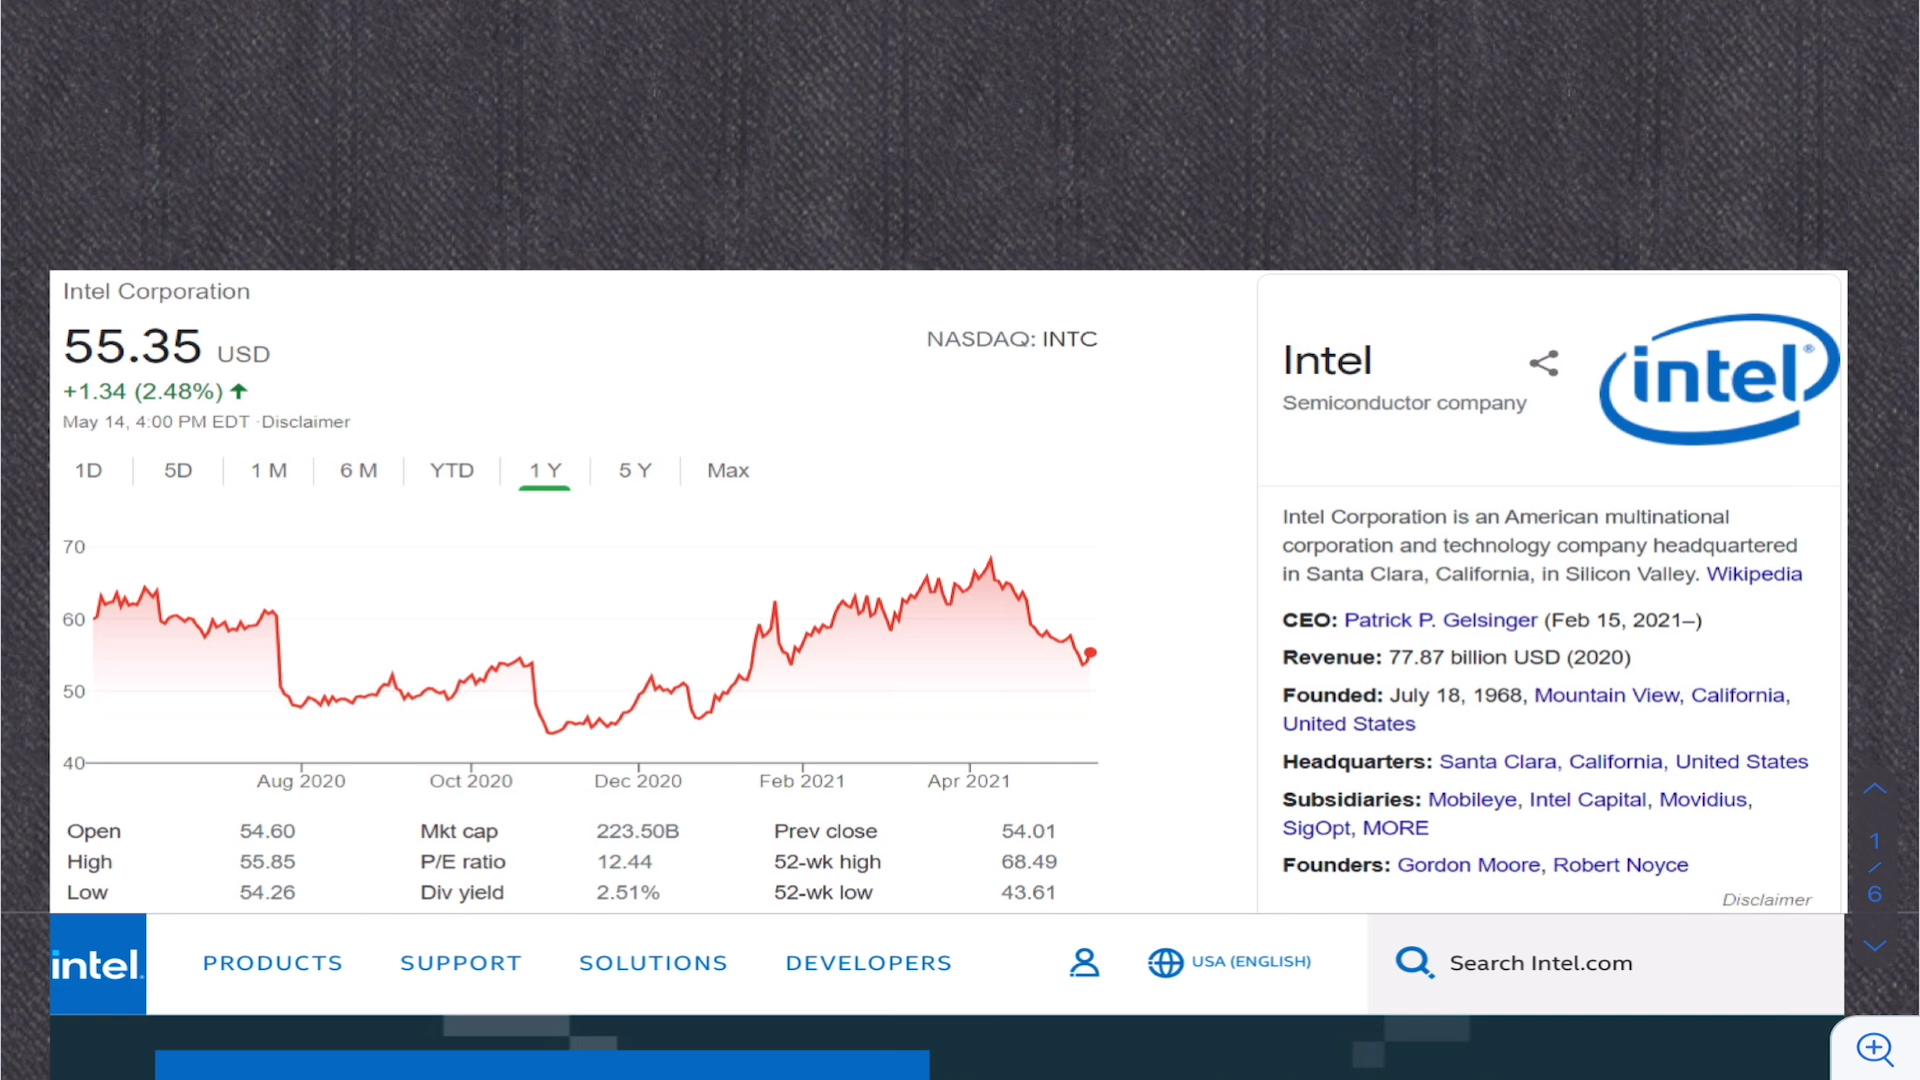 Intel Corporation
55.35 USD
NASDAQ: INTC
+1.34 (2.48%)
May 14, 4:00 PM EDT ·Disclaimer
1D 5D 1 M 6 M YTD 1 Y 5 Y Max
70
60
50
40
Aug 2020 Oct 2020 Dec 2020 Feb 2021 Apr 2021
Open 54.60 Mkt cap 223.50B Prev close 54.01
High 55.85 P/E ratio 12.44 52-wk high 68.49
Low 54.26 Div yield 2.51% 52-wk low 43.61
Intel
Semiconductor company
intel®
Intel Corporation is an American multinational
corporation and technology company headquartered
in Santa Clara, California, in Silicon Valley. Wikipedia
CEO: Patrick P. Gelsinger (Feb 15, 2021–)
Revenue: 77.87 billion USD (2020)
Founded: July 18, 1968, Mountain View, California,
United States
Headquarters: Santa Clara, California, United States
Subsidiaries: Mobileye, Intel Capital, Movidius,
SigOpt, MORE
Founders: Gordon Moore, Robert Noyce
Disclaimer
1
/
6
intel. PRODUCTS SUPPORT SOLUTIONS DEVELOPERS USA (ENGLISH) Search Intel.com